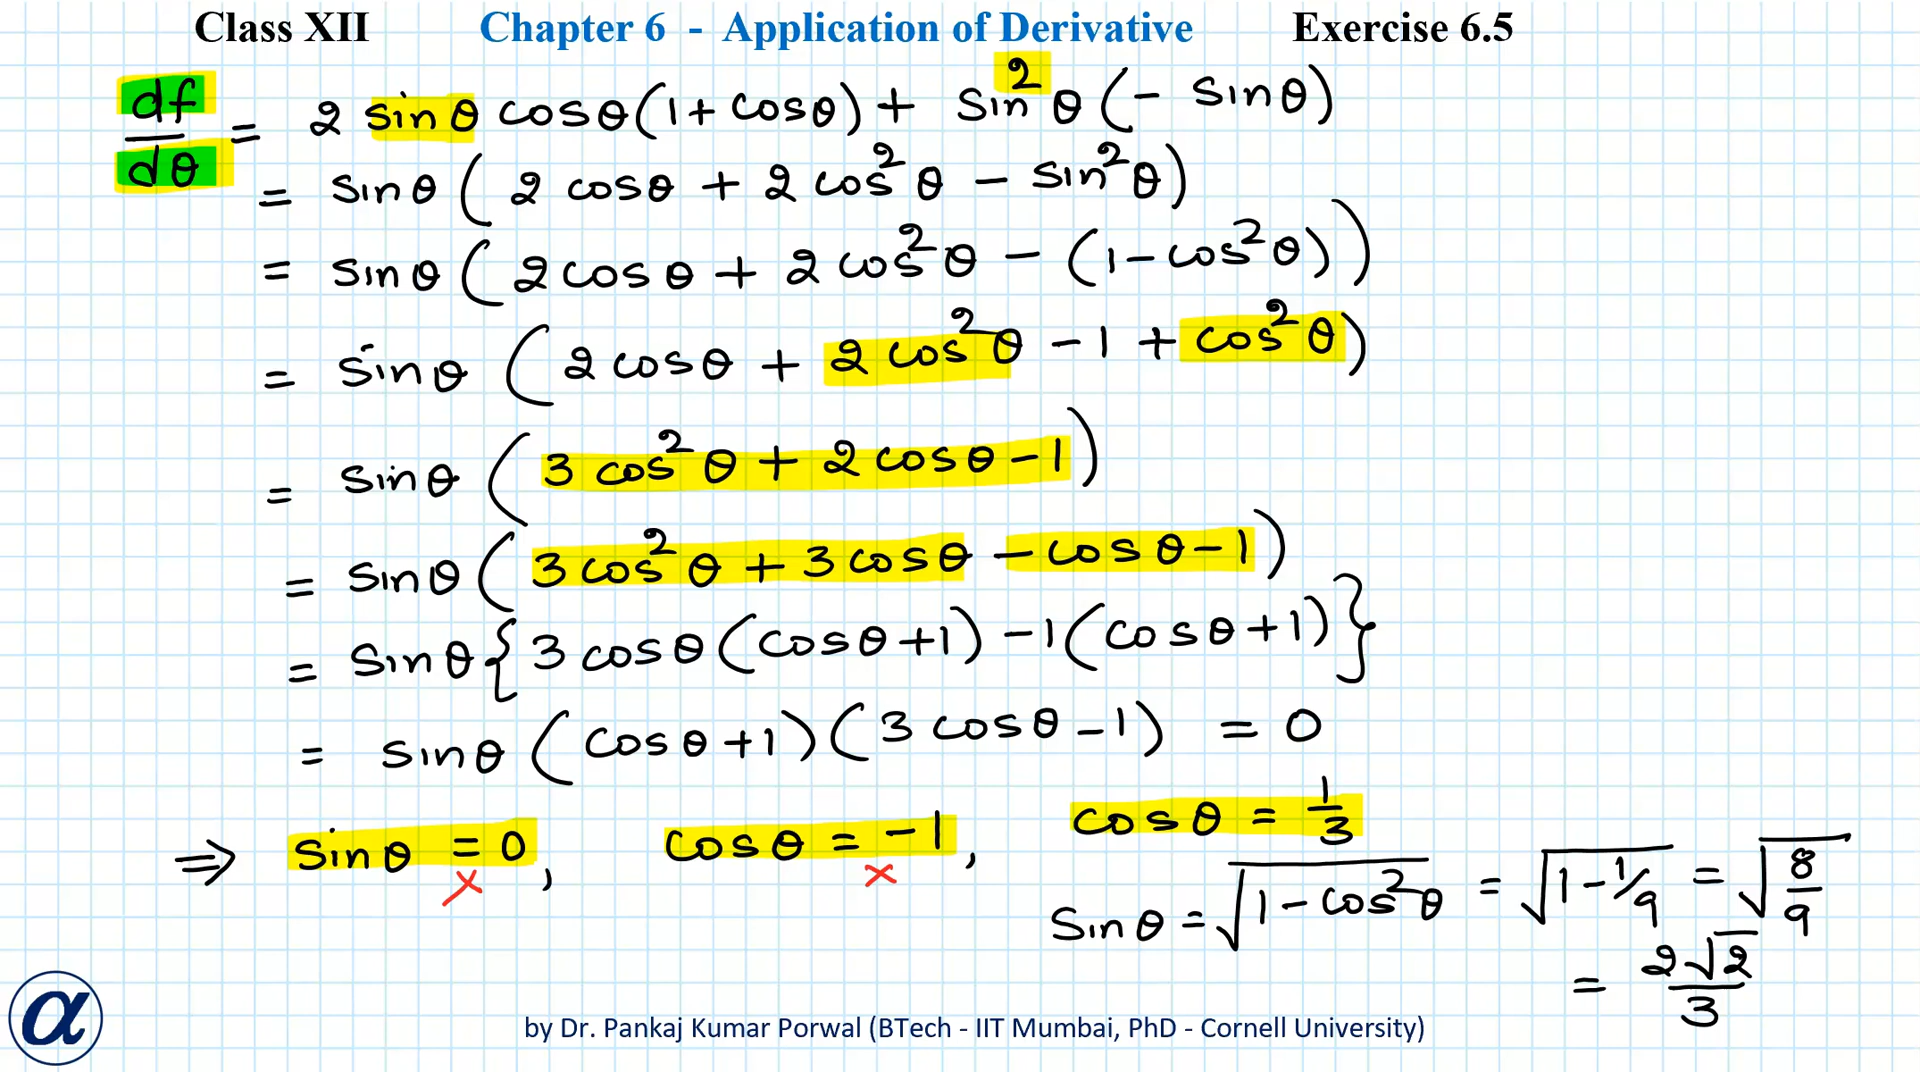 Class XII Chapter 6 - Application of Derivative Exercise 6.5
df/dθ = 2 sinθ cosθ(1+cosθ) + sin²θ (- sinθ)
= sinθ ( 2 cosθ + 2 cos²θ - sin²θ)
= sinθ ( 2 cosθ + 2 cos²θ - (1-cos²θ))
= sinθ ( 2 cosθ + 2 cos²θ - 1 + cos²θ)
= sinθ ( 3 cos²θ + 2 cosθ - 1)
= sinθ ( 3 cos²θ + 3 cosθ - cosθ - 1)
= sinθ { 3 cosθ (cosθ+1) - 1 (cosθ+1) }
= sinθ (cosθ+1) (3 cosθ - 1) = 0
⇒ sinθ = 0, cosθ = -1, cosθ = 1/3
x x
sinθ = √(1 - cos²θ) = √(1 - 1/9) = √(8/9)
= 2√2/3
α
by Dr. Pankaj Kumar Porwal (BTech - IIT Mumbai, PhD - Cornell University)